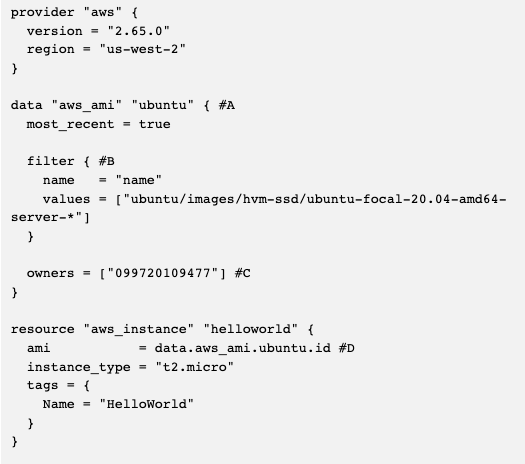 provider "aws" {
  version = "2.65.0"
  region = "us-west-2"
}

data "aws_ami" "ubuntu" { #A
  most_recent = true

  filter { #B
    name   = "name"
    values = ["ubuntu/images/hvm-ssd/ubuntu-focal-20.04-amd64-
server-*"]
  }

  owners = ["099720109477"] #C
}

resource "aws_instance" "helloworld" {
  ami           = data.aws_ami.ubuntu.id #D
  instance_type = "t2.micro"
  tags = {
    Name = "HelloWorld"
  }
}